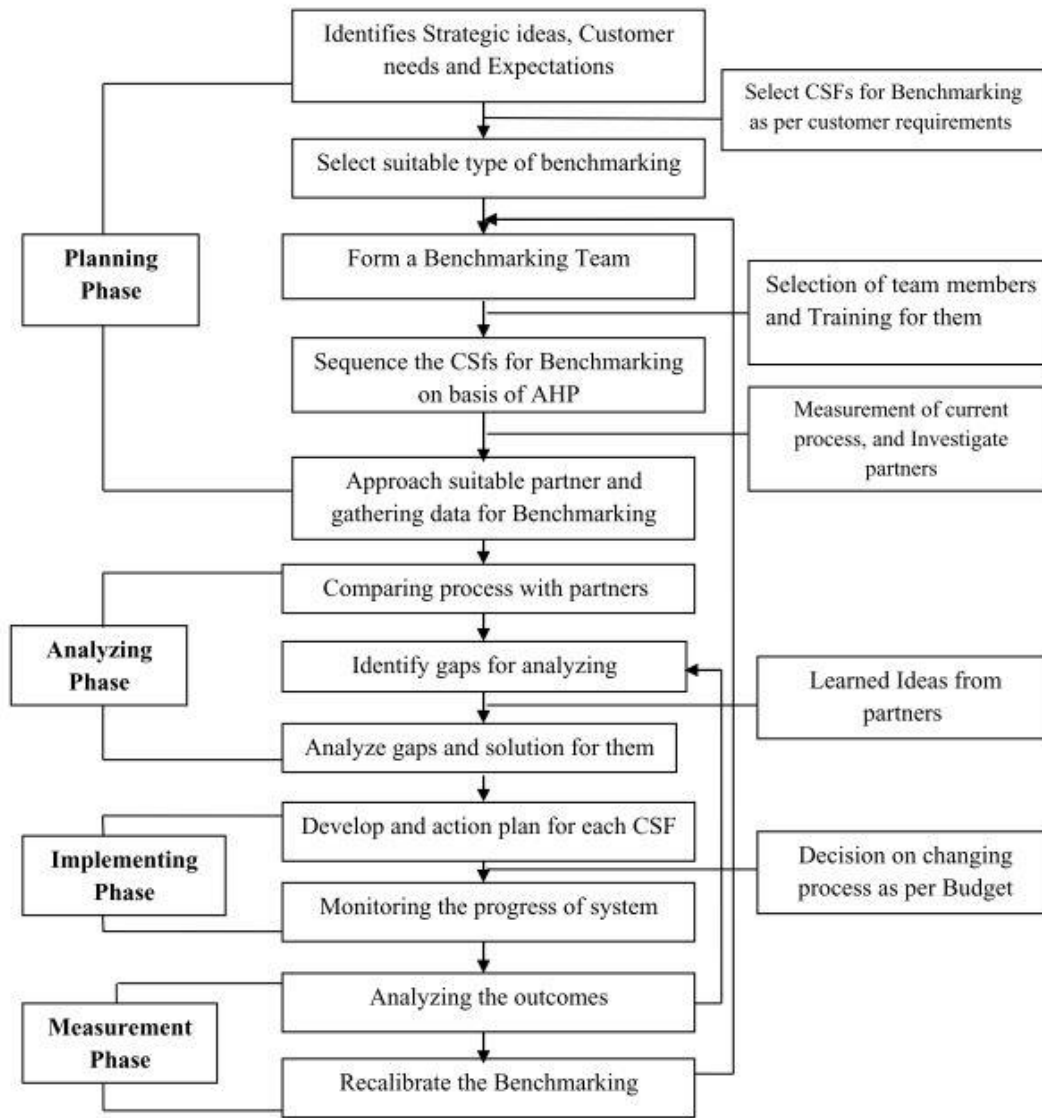 Identifies Strategic ideas, Customer
needs and Expectations
Select CSFs for Benchmarking
as per customer requirements
Select suitable type of benchmarking
Planning
Phase
Form a Benchmarking Team
Selection of team members
and Training for them
Sequence the CSfs for Benchmarking
on basis of AHP
Measurement of current
process, and Investigate
partners
Approach suitable partner and
gathering data for Benchmarking
Comparing process with partners
Analyzing
Phase
Identify gaps for analyzing
Learned Ideas from
partners
Analyze gaps and solution for them
Develop and action plan for each CSF
Implementing
Phase
Decision on changing
process as per Budget
Monitoring the progress of system
Analyzing the outcomes
Measurement
Phase
Recalibrate the Benchmarking